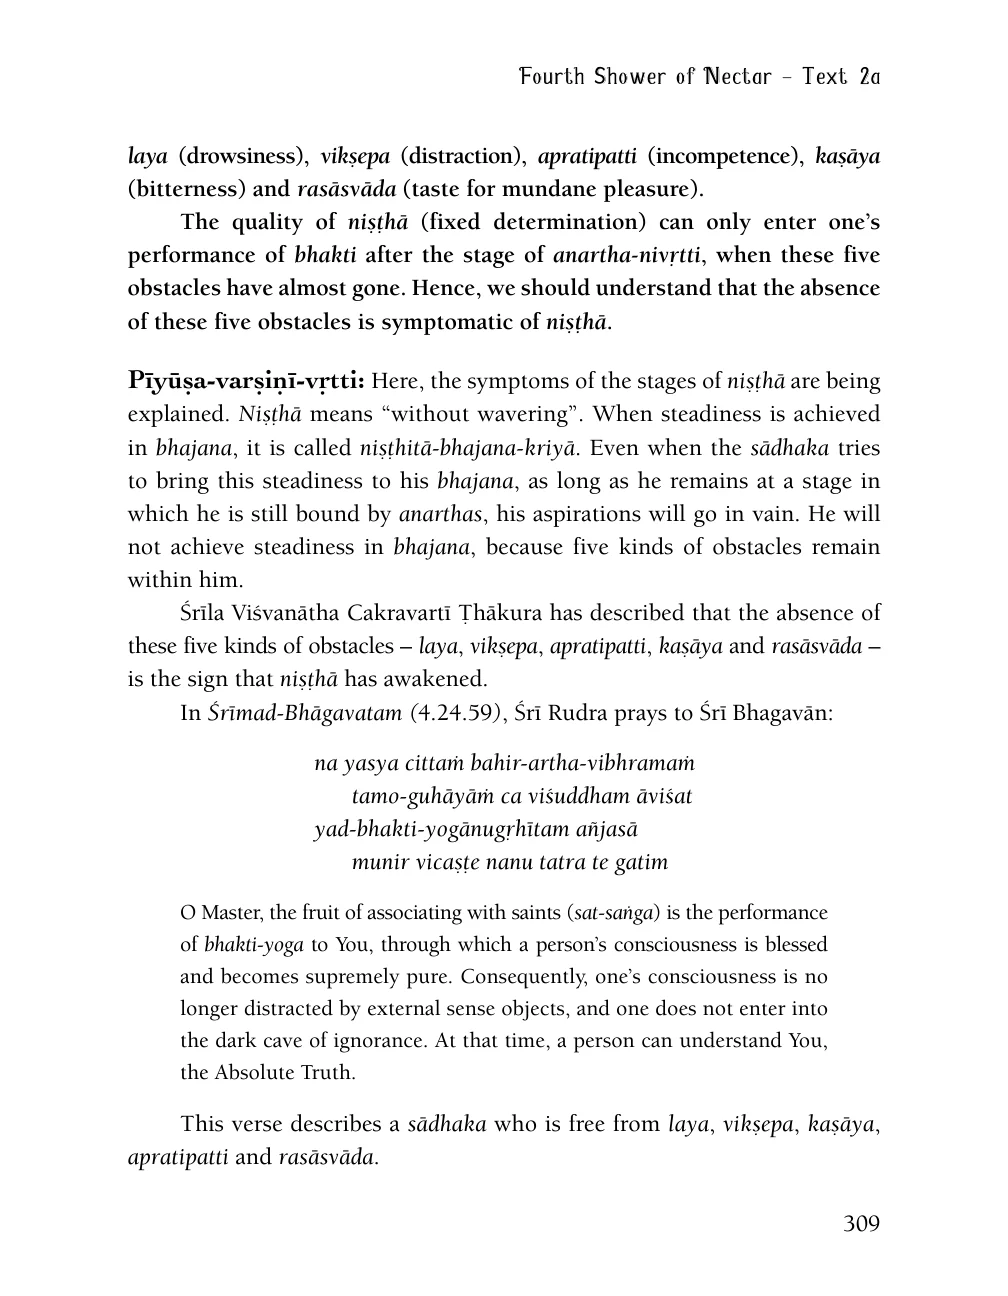 Fourth Shower of Nectar – Text 2a
laya (drowsiness), vikṣepa (distraction), apratipatti (incompetence), kaṣāya
(bitterness) and rasāsvāda (taste for mundane pleasure).
The quality of niṣṭhā (fixed determination) can only enter one’s
performance of bhakti after the stage of anartha-nivṛtti, when these five
obstacles have almost gone. Hence, we should understand that the absence
of these five obstacles is symptomatic of niṣṭhā.
Pīyūṣa-varṣiṇī-vṛtti: Here, the symptoms of the stages of niṣṭhā are being
explained. Niṣṭhā means “without wavering”. When steadiness is achieved
in bhajana, it is called niṣṭhitā-bhajana-kriyā. Even when the sādhaka tries
to bring this steadiness to his bhajana, as long as he remains at a stage in
which he is still bound by anarthas, his aspirations will go in vain. He will
not achieve steadiness in bhajana, because five kinds of obstacles remain
within him.
Śrīla Viśvanātha Cakravartī Ṭhākura has described that the absence of
these five kinds of obstacles – laya, vikṣepa, apratipatti, kaṣāya and rasāsvāda –
is the sign that niṣṭhā has awakened.
In Śrīmad-Bhāgavatam (4.24.59), Śrī Rudra prays to Śrī Bhagavān:
na yasya cittaṁ bahir-artha-vibhramaṁ
tamo-guhāyāṁ ca viśuddham āviśat
yad-bhakti-yogānugṛhītam añjasā
munir vicaṣṭe nanu tatra te gatim
O Master, the fruit of associating with saints (sat-saṅga) is the performance
of bhakti-yoga to You, through which a person’s consciousness is blessed
and becomes supremely pure. Consequently, one’s consciousness is no
longer distracted by external sense objects, and one does not enter into
the dark cave of ignorance. At that time, a person can understand You,
the Absolute Truth.
This verse describes a sādhaka who is free from laya, vikṣepa, kaṣāya,
apratipatti and rasāsvāda.
309